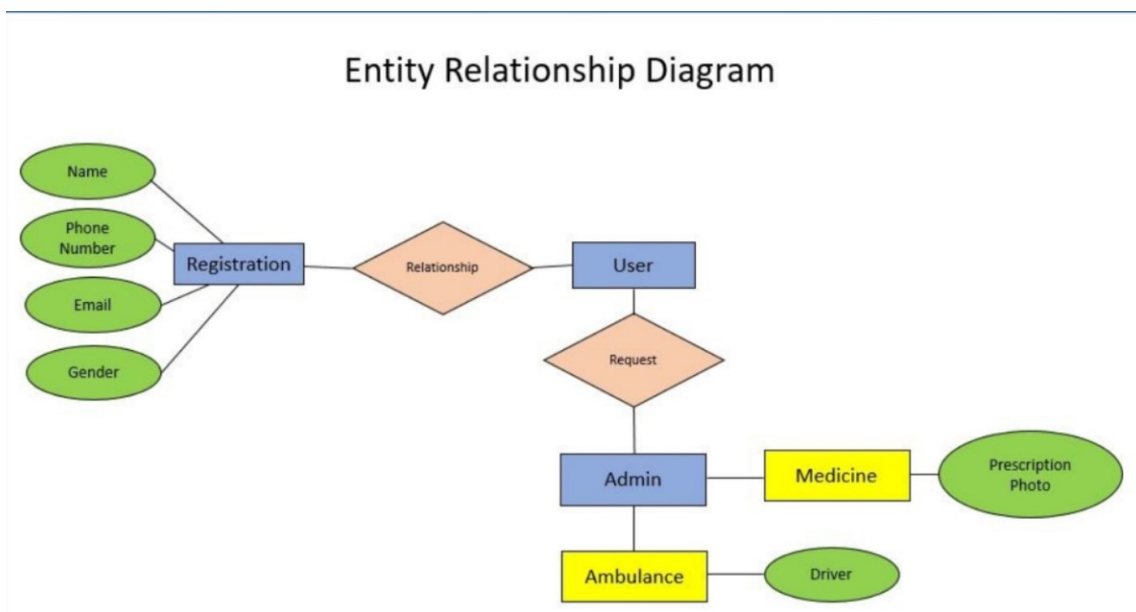 Entity Relationship Diagram
Name
Phone
Number
Email
Gender
Registration
Relationship
User
Request
Admin
Medicine
Prescription
Photo
Ambulance
Driver